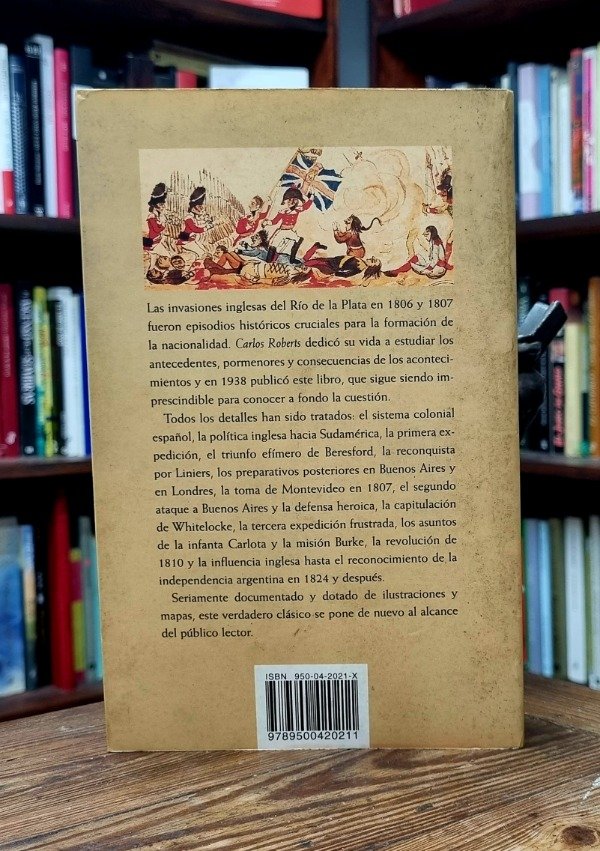 Las invasiones inglesas del Río de la Plata en 1806 y 1807
fueron episodios históricos cruciales para la formación de
la nacionalidad. Carlos Roberts dedicó su vida a estudiar los
antecedentes, pormenores y consecuencias de los aconteci-
mientos y en 1938 publicó este libro, que sigue siendo im-
prescindible para conocer a fondo la cuestión.
Todos los detalles han sido tratados: el sistema colonial
español, la política inglesa hacia Sudamérica, la primera ex-
pedición, el triunfo efímero de Beresford, la reconquista
por Liniers, los preparativos posteriores en Buenos Aires y
en Londres, la toma de Montevideo en 1807, el segundo
ataque a Buenos Aires y la defensa heroica, la capitulación
de Whitelocke, la tercera expedición frustrada, los asuntos
de la infanta Carlota y la misión Burke, la revolución de
1810 y la influencia inglesa hasta el reconocimiento de la
independencia argentina en 1824 y después.
Seriamente documentado y dotado de ilustraciones y
mapas, este verdadero clásico se pone de nuevo al alcance
del público lector.
ISBN 950-04-2021-X
9789500420211